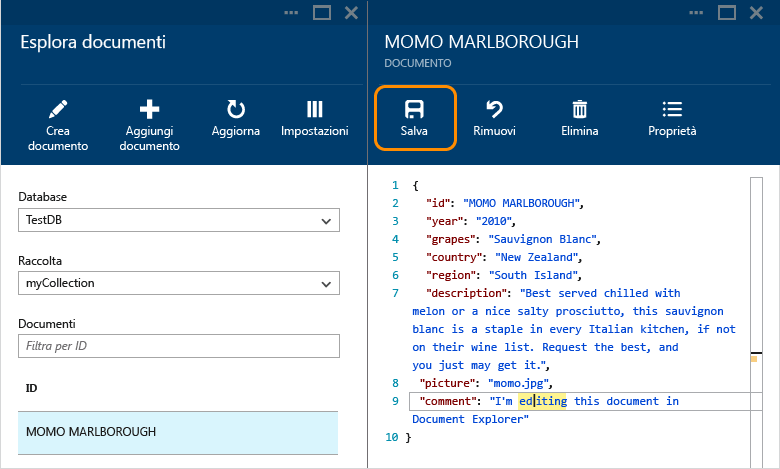 Esplora documenti
Crea documento
Aggiungi documento
Aggiorna
Impostazioni
Database
TestDB
Raccolta
myCollection
Documenti
Filtra per ID
ID
MOMO MARLBOROUGH
MOMO MARLBOROUGH
DOCUMENTO
Salva
Rimuovi
Elimina
Proprietà
1 {
2 "id": "MOMO MARLBOROUGH",
3 "year": "2010",
4 "grapes": "Sauvignon Blanc",
5 "country": "New Zealand",
6 "region": "South Island",
7 "description": "Best served chilled with
melon or a nice salty prosciutto, this sauvignon
blanc is a staple in every Italian kitchen, if not
on their wine list. Request the best, and
you just may get it.",
8 "picture": "momo.jpg",
9 "comment": "I'm editing this document in
Document Explorer"
10 }